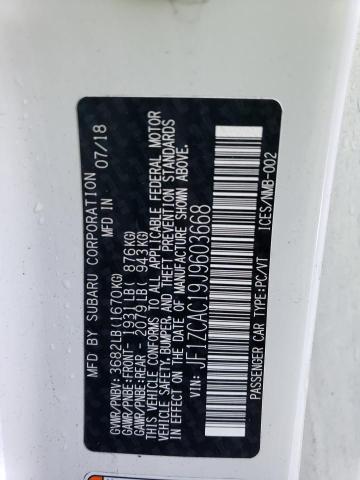 MFD BY SUBARU CORPORATION 07/18
GVWR/PNBV: 3682LB(1670KG)
GAWR/PNBE:FRONT- 1931LB( 876KG)
GAWR/PNBE:REAR - 2079LB( 943KG)
THIS VEHICLE CONFORMS TO ALL APPLICABLE FEDERAL MOTOR
VEHICLE SAFETY,BUMPER, AND THEFT PREVENTION STANDARDS
IN EFFECT ON THE DATE OF MANUFACTURE SHOWN ABOVE.
VIN: JF1ZCAC19J9603668
PASSENGER CAR TYPE:PC/VT ICES/NMB-002